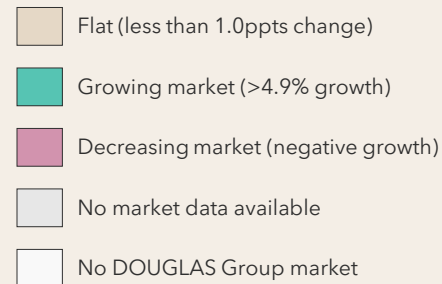 Flat (less than 1.0ppts change)
Growing market (>4.9% growth)
Decreasing market (negative growth)
No market data available
No DOUGLAS Group market